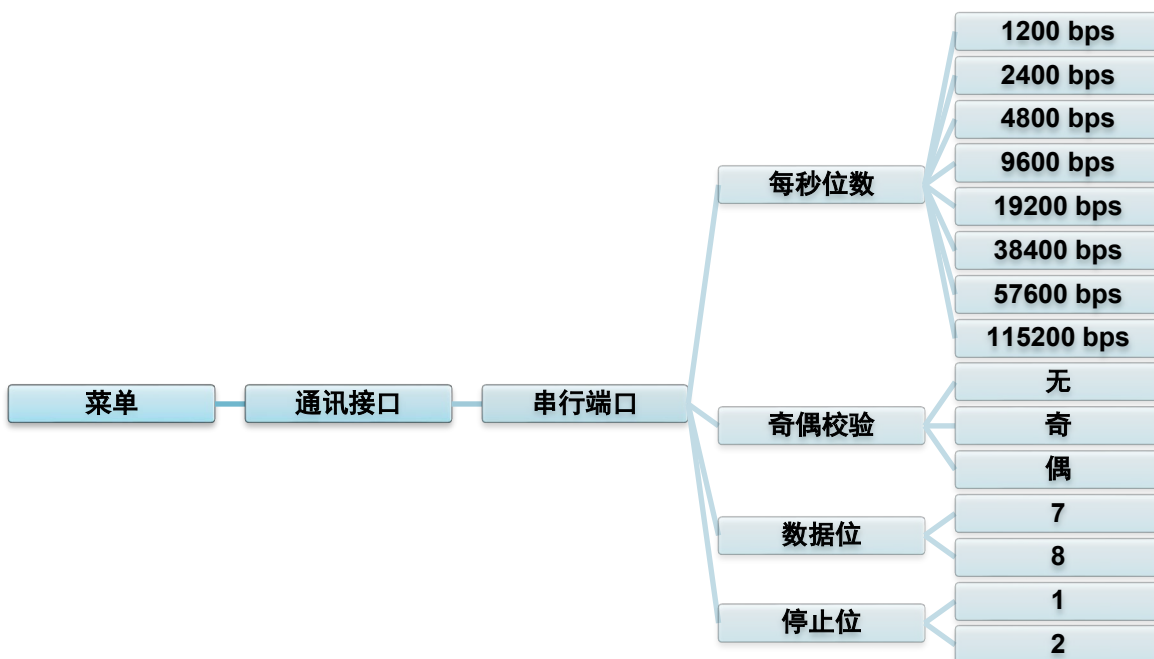 菜单
通讯接口
串行端口
每秒位数
1200 bps
2400 bps
4800 bps
9600 bps
19200 bps
38400 bps
57600 bps
115200 bps
奇偶校验
无
奇
偶
数据位
7
8
停止位
1
2